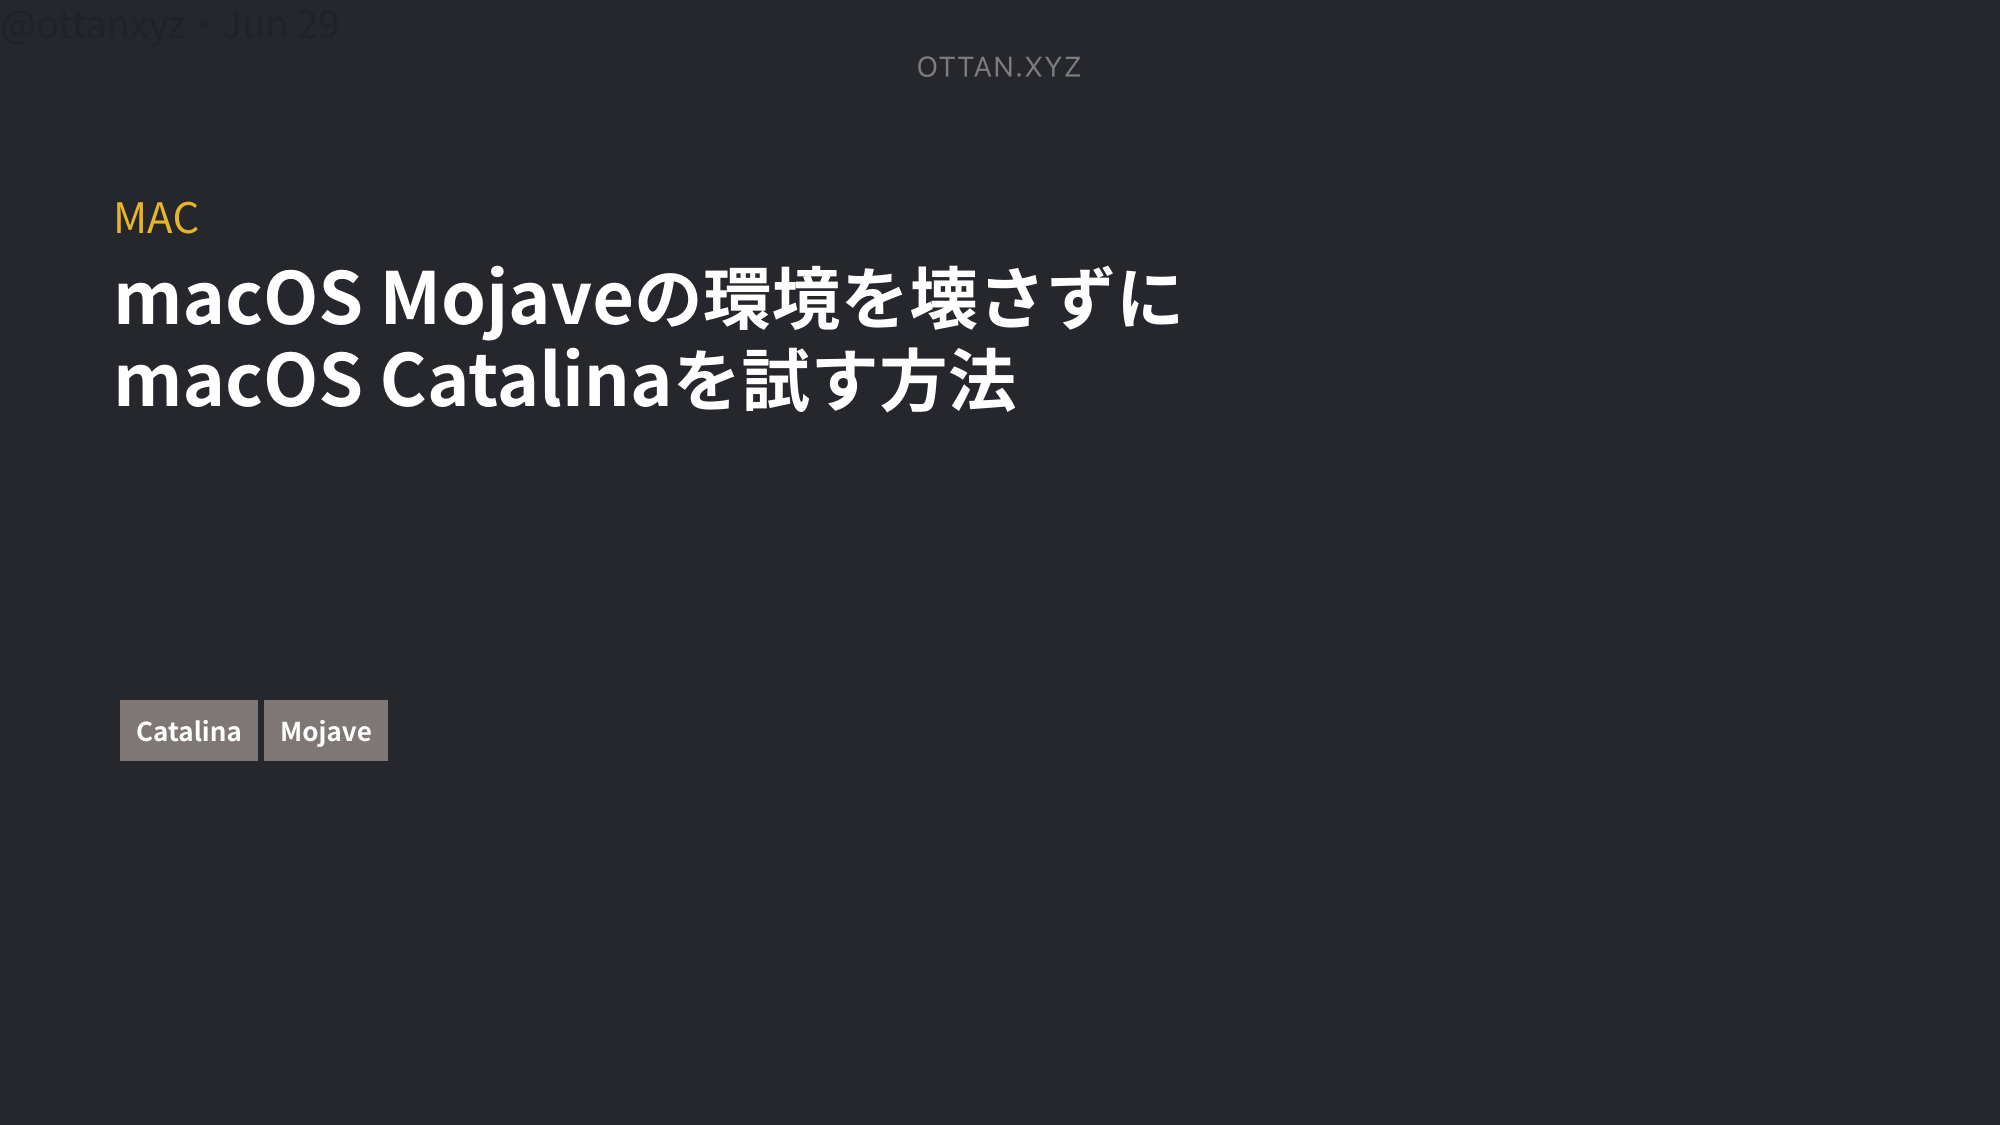 @ottanxyz・Jun 29
OTTAN.XYZ
MAC
macOS Mojaveの環境を壊さずに
macOS Catalinaを試す方法
Catalina
Mojave